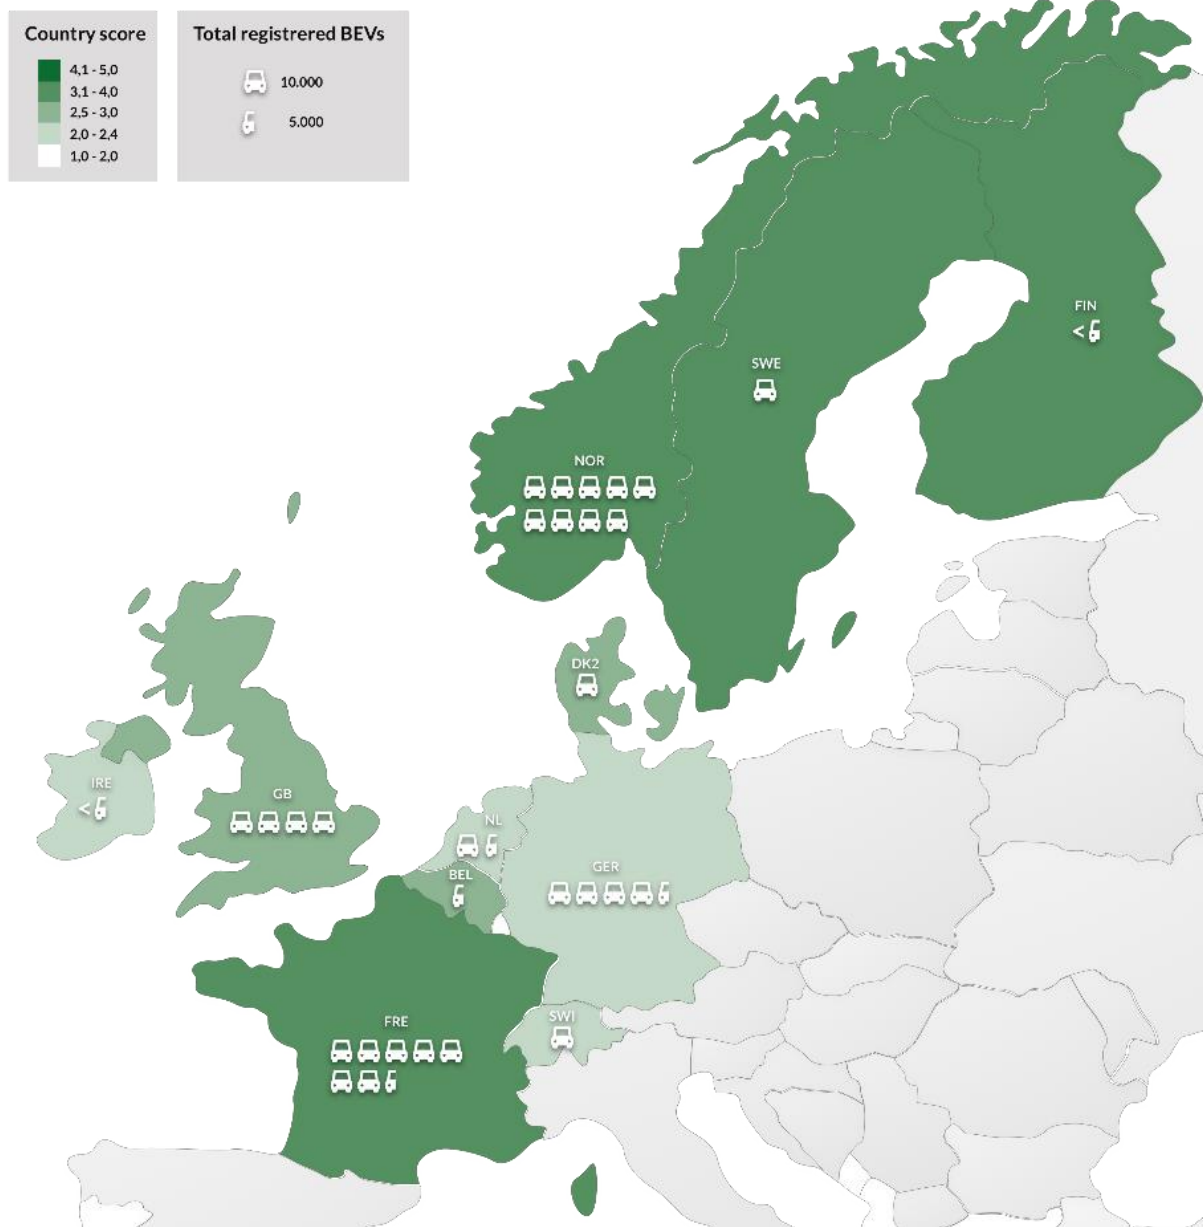 Country score
4,1 - 5,0
3,1 - 4,0
2,5 - 3,0
2,0 - 2,4
1,0 - 2,0
Total registrered BEVs
10.000
5.000
FIN
<
SWE
NOR
DK2
IRE
<
GB
NL
BEL
GER
SWI
FRE